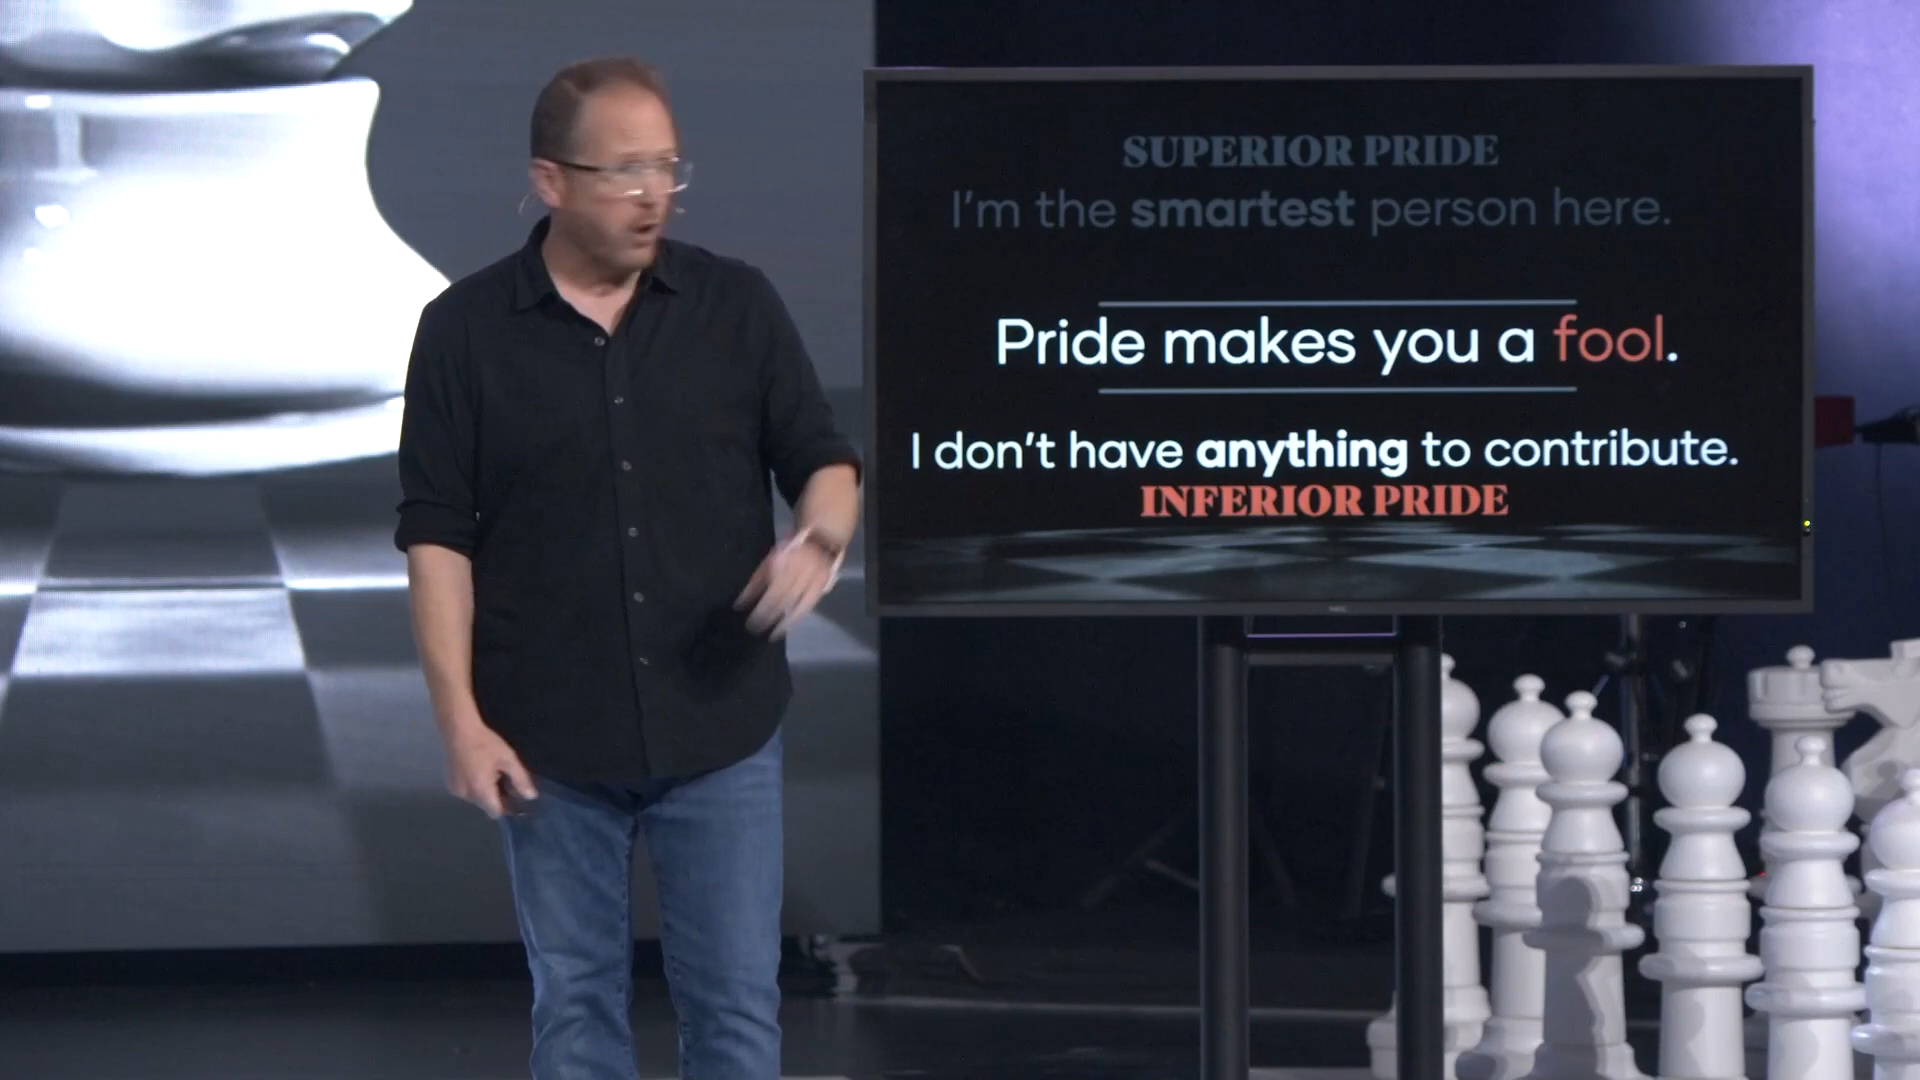 SUPERIOR PRIDE
I'm the smartest person here.
Pride makes you a fool.
I don't have anything to contribute.
INFERIOR PRIDE